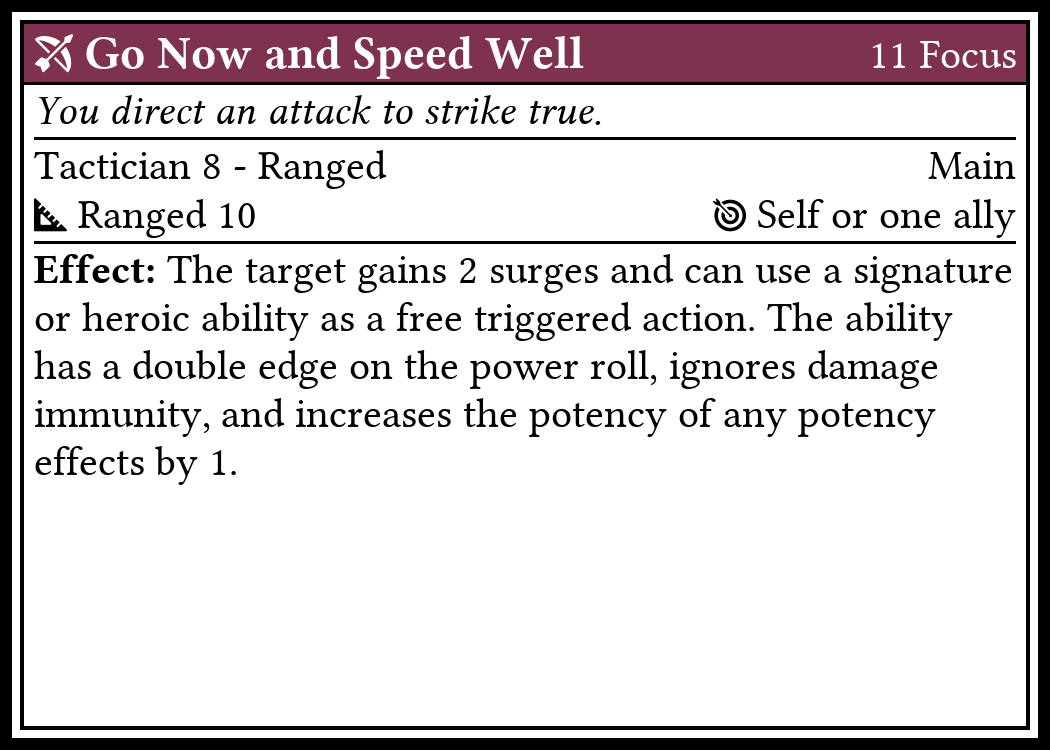 Go Now and Speed Well 11 Focus
You direct an attack to strike true.
Tactician 8 - Ranged Main
Ranged 10 Self or one ally
Effect: The target gains 2 surges and can use a signature
or heroic ability as a free triggered action. The ability
has a double edge on the power roll, ignores damage
immunity, and increases the potency of any potency
effects by 1.